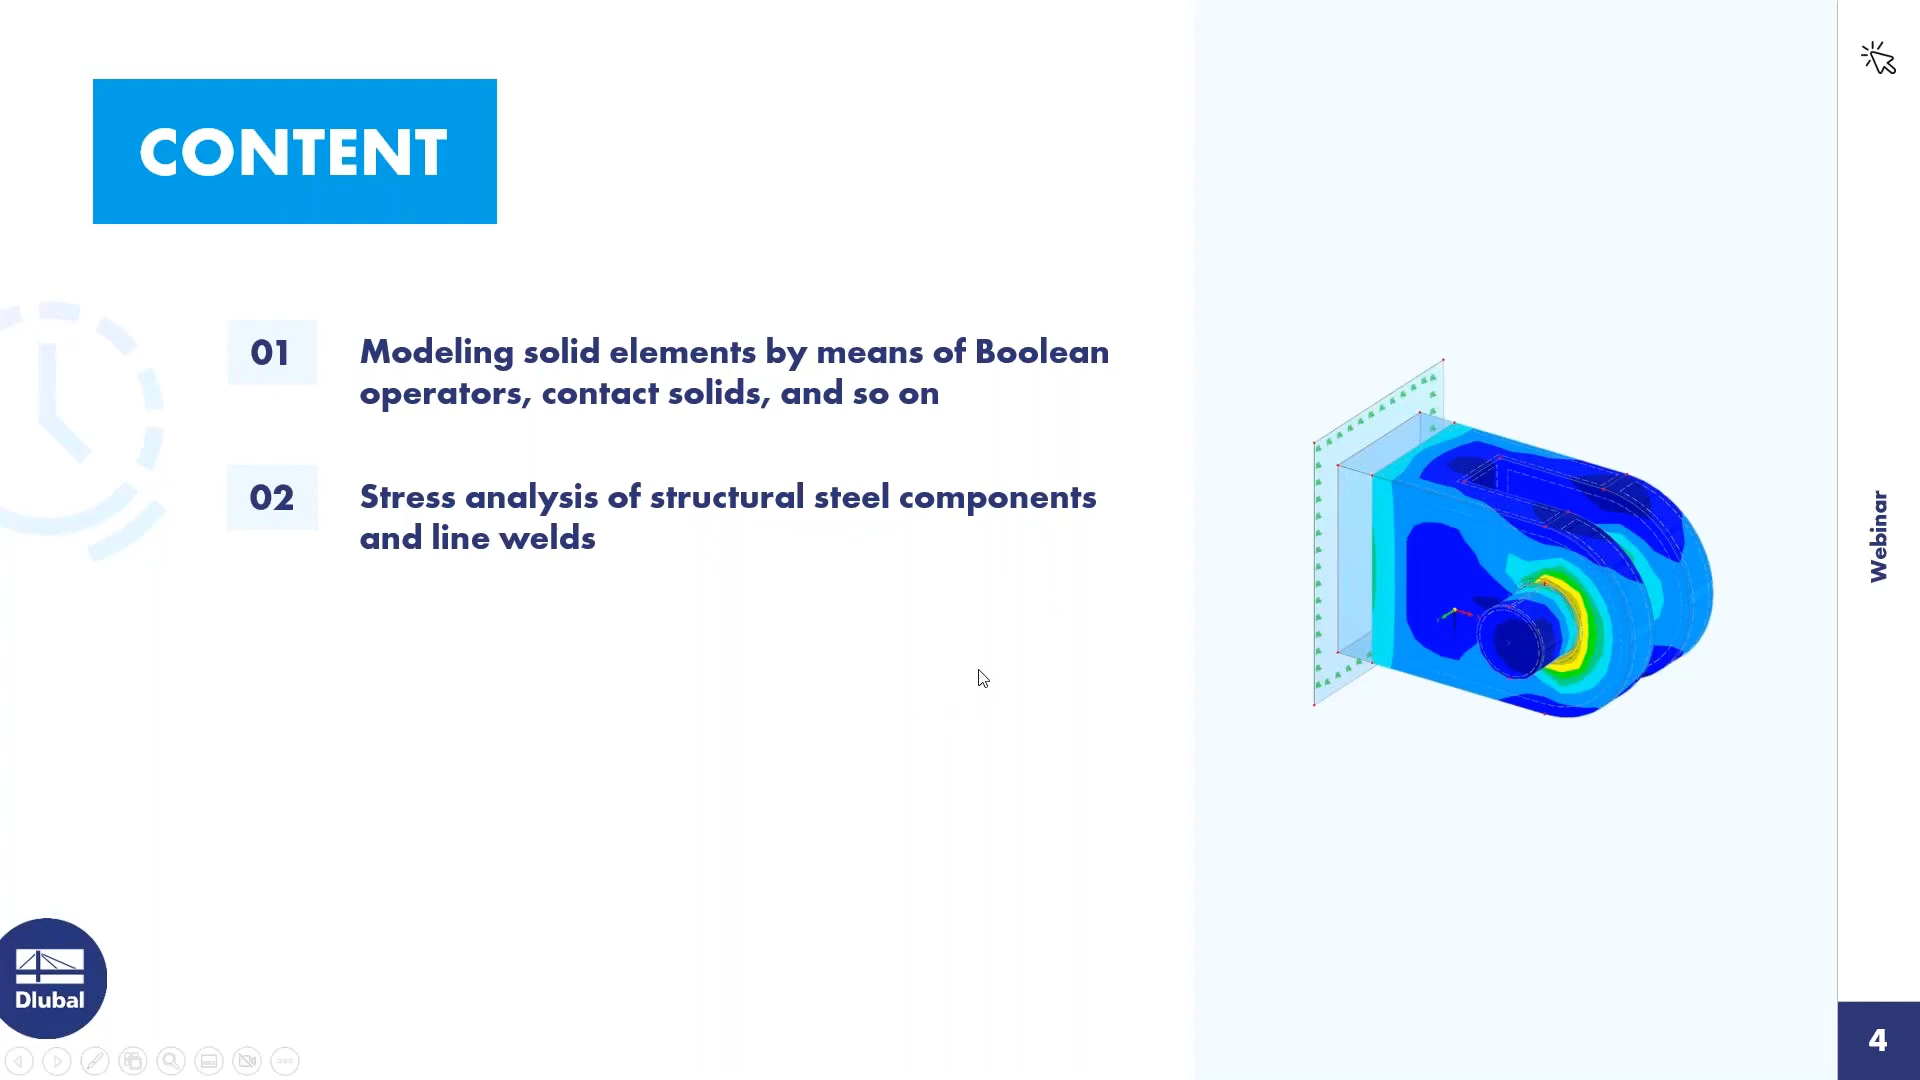 CONTENT
01
Modeling solid elements by means of Boolean
operators, contact solids, and so on
02
Stress analysis of structural steel components
and line welds
Webinar
Dlubal
4